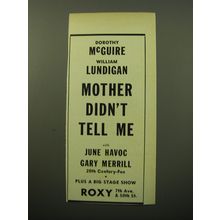 DOROTHY
McGUIRE
WILLIAM
LUNDIGAN
MOTHER
DIDN'T
TELL ME
with
JUNE HAVOC
GARY MERRILL
20th Century-Fox
PLUS A BIG STAGE SHOW
ROXY 7th Ave. & 50th St.